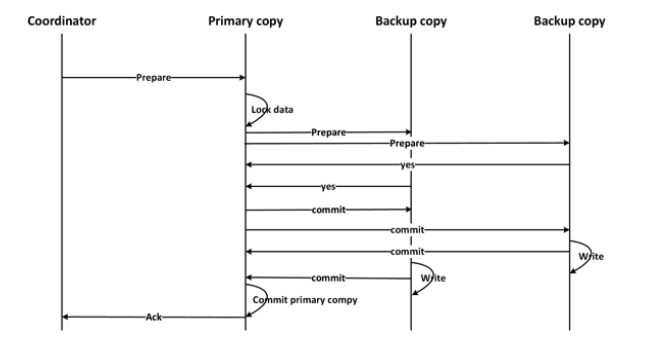 Coordinator Primary copy Backup copy Backup copy
Prepare
Lock data
Prepare
Prepare
yes
yes
commit
commit
commit
Write
commit Write
Commit primary compy
Ack